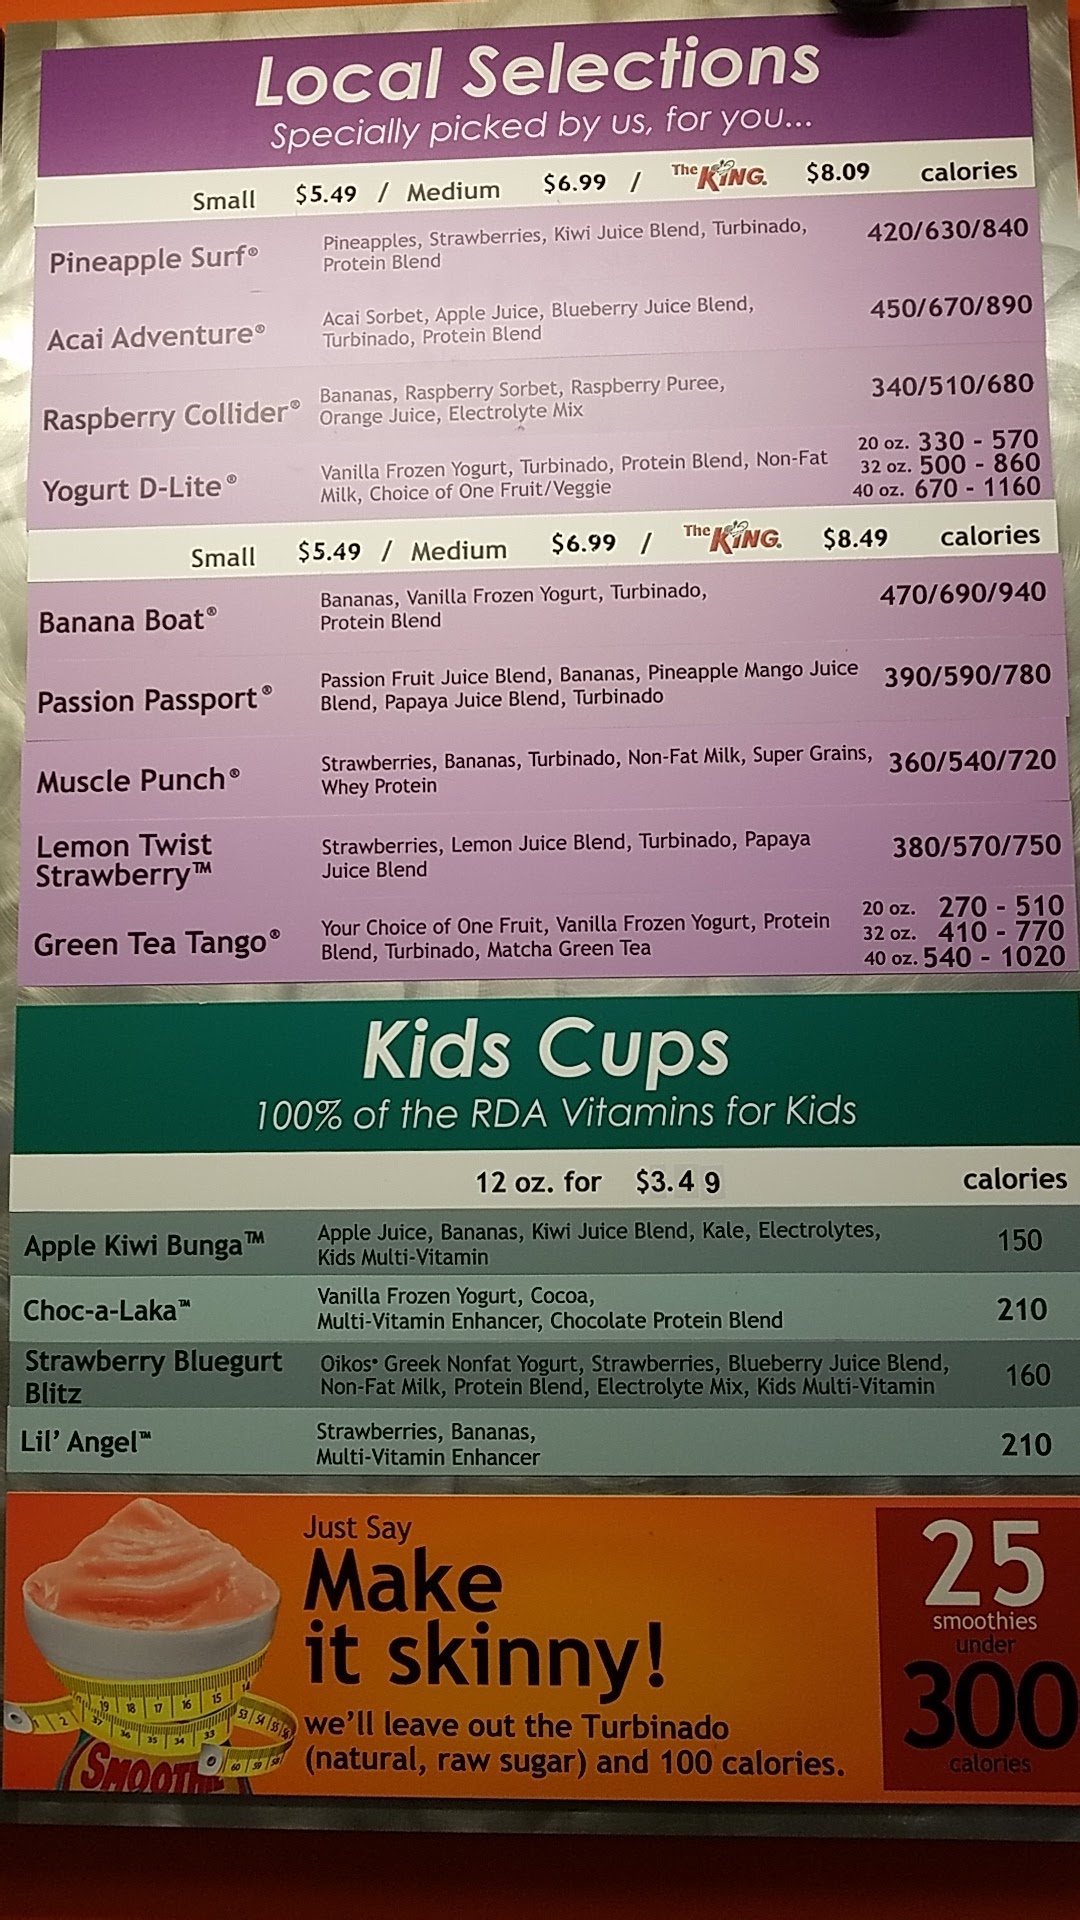 Local Selections
Specially picked by us, for you...
Small $5.49 / Medium $6.99 / The KiNG. $8.09 calories
Pineapple Surf® Pineapples, Strawberries, Kiwi Juice Blend, Turbinado, 420/630/840
Protein Blend
Acai Adventure® Acai Sorbet, Apple Juice, Blueberry Juice Blend, 450/670/890
Turbinado, Protein Blend
Raspberry Collider® Bananas, Raspberry Sorbet, Raspberry Puree, 340/510/680
Orange Juice, Electrolyte Mix
20 oz. 330 - 570
Yogurt D-Lite® Vanilla Frozen Yogurt, Turbinado, Protein Blend, Non-Fat 32 oz. 500 - 860
Milk, Choice of One Fruit/Veggie 40 oz. 670 - 1160
Small $5.49 / Medium $6.99 / The KiNG. $8.49 calories
Banana Boat® Bananas, Vanilla Frozen Yogurt, Turbinado, 470/690/940
Protein Blend
Passion Passport® Passion Fruit Juice Blend, Bananas, Pineapple Mango Juice 390/590/780
Blend, Papaya Juice Blend, Turbinado
Muscle Punch® Strawberries, Bananas, Turbinado, Non-Fat Milk, Super Grains, 360/540/720
Whey Protein
Lemon Twist Strawberries, Lemon Juice Blend, Turbinado, Papaya 380/570/750
Strawberry™ Juice Blend
20 oz. 270 - 510
Green Tea Tango® Your Choice of One Fruit, Vanilla Frozen Yogurt, Protein 32 oz. 410 - 770
Blend, Turbinado, Matcha Green Tea 40 oz. 540 - 1020
Kids Cups
100% of the RDA Vitamins for Kids
12 oz. for $3.49 calories
Apple Kiwi Bunga™ Apple Juice, Bananas, Kiwi Juice Blend, Kale, Electrolytes, 150
Kids Multi-Vitamin
Choc-a-Laka™ Vanilla Frozen Yogurt, Cocoa, 210
Multi-Vitamin Enhancer, Chocolate Protein Blend
Strawberry Bluegurt Oikos® Greek Nonfat Yogurt, Strawberries, Blueberry Juice Blend, 160
Blitz Non-Fat Milk, Protein Blend, Electrolyte Mix, Kids Multi-Vitamin
Lil' Angel™ Strawberries, Bananas, 210
Multi-Vitamin Enhancer
Just Say
Make
it skinny!
we'll leave out the Turbinado
(natural, raw sugar) and 100 calories.
25
smoothies
under
300
calories